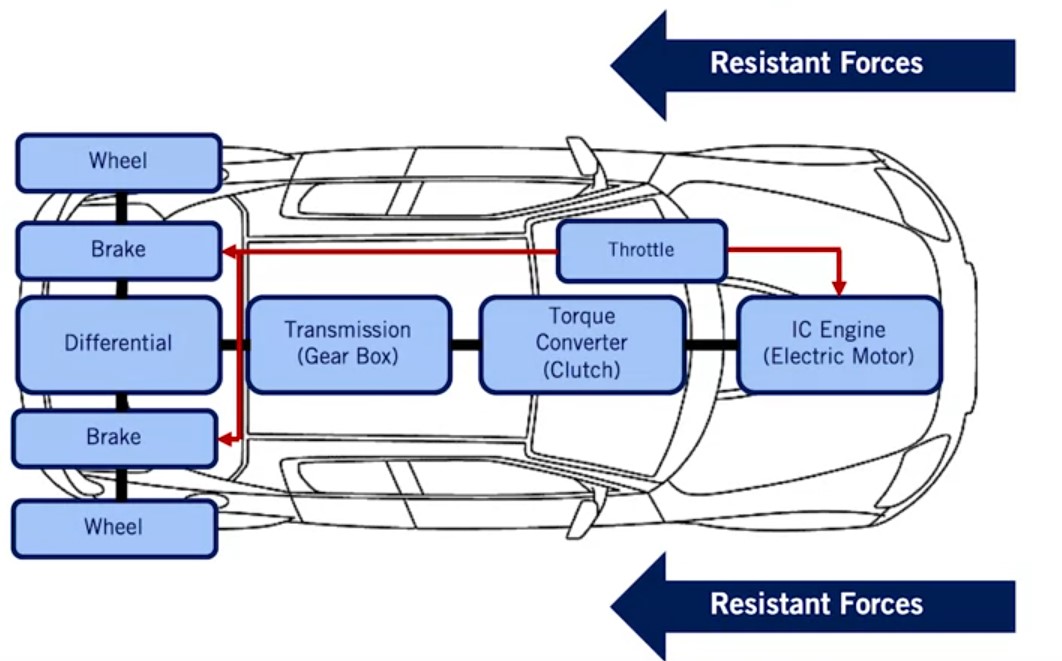 Resistant Forces
Wheel
Brake
Throttle
Differential
Transmission
(Gear Box)
Torque
Converter
(Clutch)
IC Engine
(Electric Motor)
Brake
Wheel
Resistant Forces